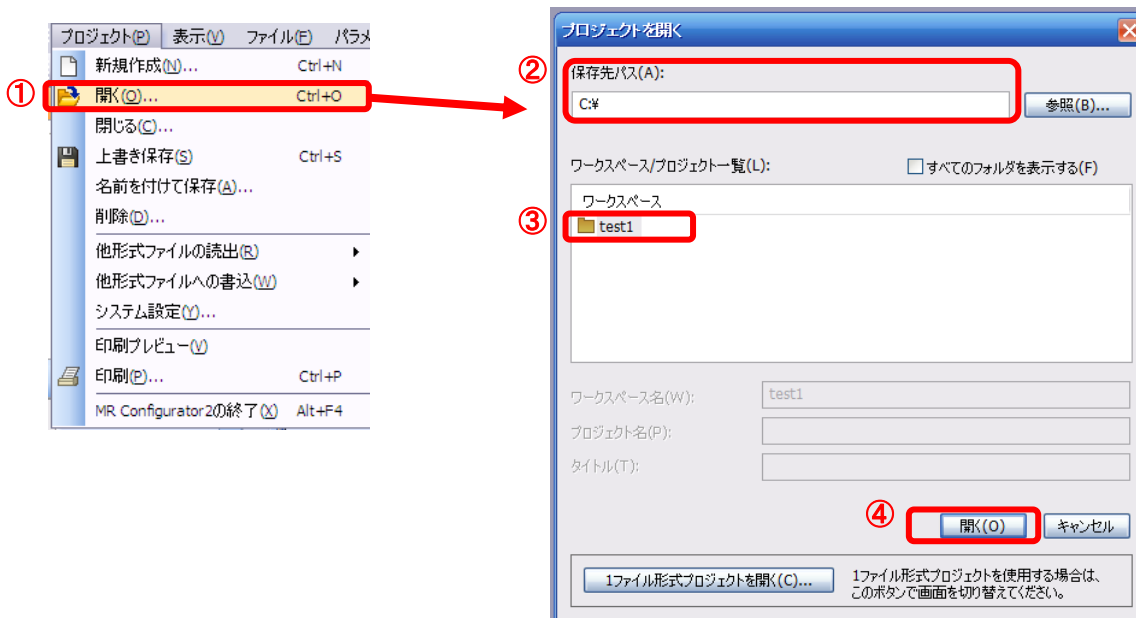 プロジェクト(P) 表示(V) ファイル(F) パラメ
新規作成(N)... Ctrl+N
①
開く(O)... Ctrl+O
閉じる(C)...
上書き保存(S) Ctrl+S
名前を付けて保存(A)...
削除(D)...
他形式ファイルの読出(R)
他形式ファイルへの書込(W)
システム設定(Y)...
印刷プレビュー(V)
印刷(P)... Ctrl+P
MR Configurator2の終了(X) Alt+F4
プロジェクトを開く
②
保存先パス(A):
C:¥
参照(B)...
ワークスペース/プロジェクト一覧(L):
すべてのフォルダを表示する(F)
ワークスペース
③
test1
ワークスペース名(W): test1
プロジェクト名(P):
タイトル(T):
④
開く(O) キャンセル
1ファイル形式プロジェクトを開く(C)...
1ファイル形式プロジェクトを使用する場合は、
このボタンで画面を切り替えてください。